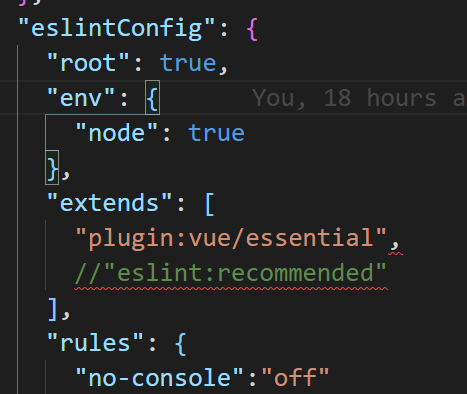 "eslintConfig": {
"root": true,
"env": { You, 18 hours a
"node": true
},
"extends": [
"plugin:vue/essential",
//"eslint:recommended"
],
"rules": {
"no-console":"off"